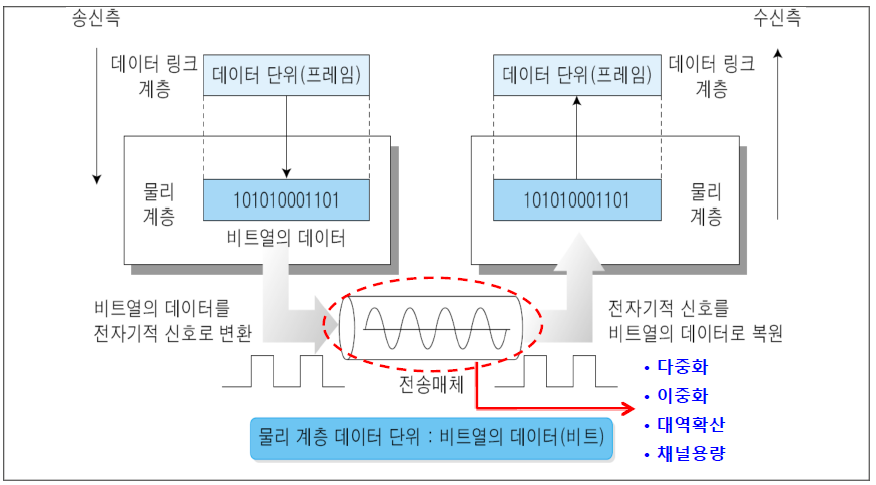 송신측
수신측
데이터 링크
계층
데이터 단위(프레임)
데이터 단위(프레임)
데이터 링크
계층
물리
계층
101010001101
비트열의 데이터
101010001101
물리
계층
비트열의 데이터를
전자기적 신호로 변환
전자기적 신호를
비트열의 데이터로 복원
전송매체
• 다중화
• 이중화
• 대역확산
• 채널용량
물리 계층 데이터 단위 : 비트열의 데이터(비트)